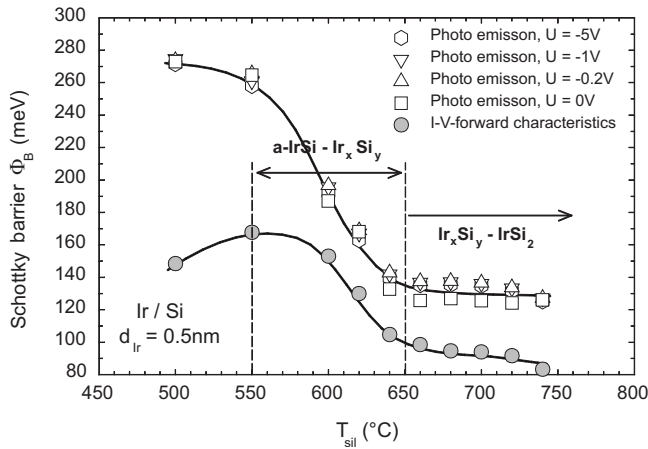 300
280
260
240
220
200
180
160
140
120
100
80
Schottky barrier Φ_B (meV)
Photo emisson, U = -5V
Photo emisson, U = -1V
Photo emisson, U = -0.2V
Photo emisson, U = 0V
I-V-forward characteristics
a-IrSi - Ir_x Si_y
Ir_xSi_y - IrSi_2
Ir / Si
d_Ir = 0.5nm
450 500 550 600 650 700 750 800
T_sil (°C)